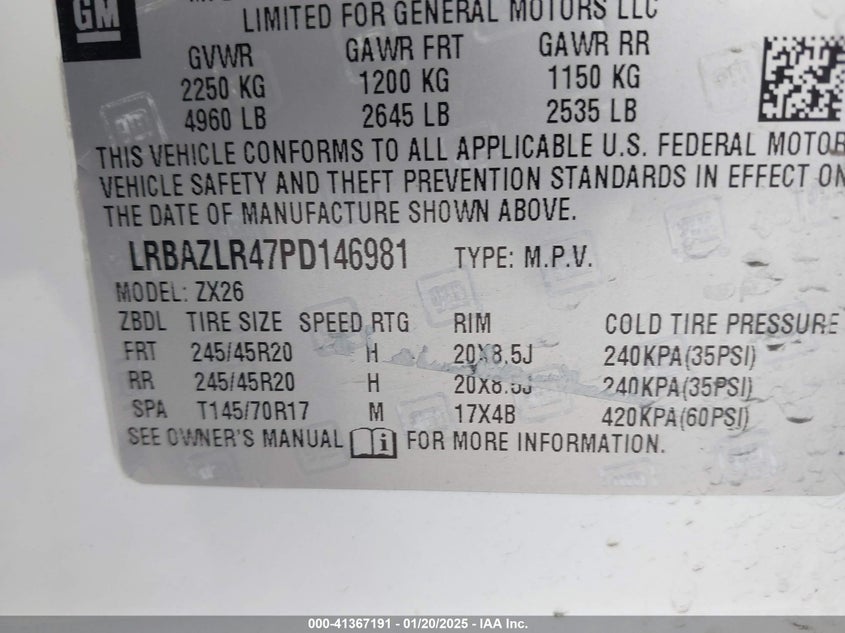 GM
LIMITED FOR GENERAL MOTORS LLC
GVWR GAWR FRT GAWR RR
2250 KG 1200 KG 1150 KG
4960 LB 2645 LB 2535 LB
THIS VEHICLE CONFORMS TO ALL APPLICABLE U.S. FEDERAL MOTOR
VEHICLE SAFETY AND THEFT PREVENTION STANDARDS IN EFFECT ON
THE DATE OF MANUFACTURE SHOWN ABOVE.
LRBAZLR47PD146981 TYPE: M.P.V.
MODEL: ZX26
ZBDL TIRE SIZE SPEED RTG RIM COLD TIRE PRESSURE
FRT 245/45R20 H 20X8.5J 240KPA(35PSI)
RR 245/45R20 H 20X8.5J 240KPA(35PSI)
SPA T145/70R17 M 17X4B 420KPA(60PSI)
SEE OWNER'S MANUAL i FOR MORE INFORMATION.
000-41367191 - 01/20/2025 - IAA Inc.